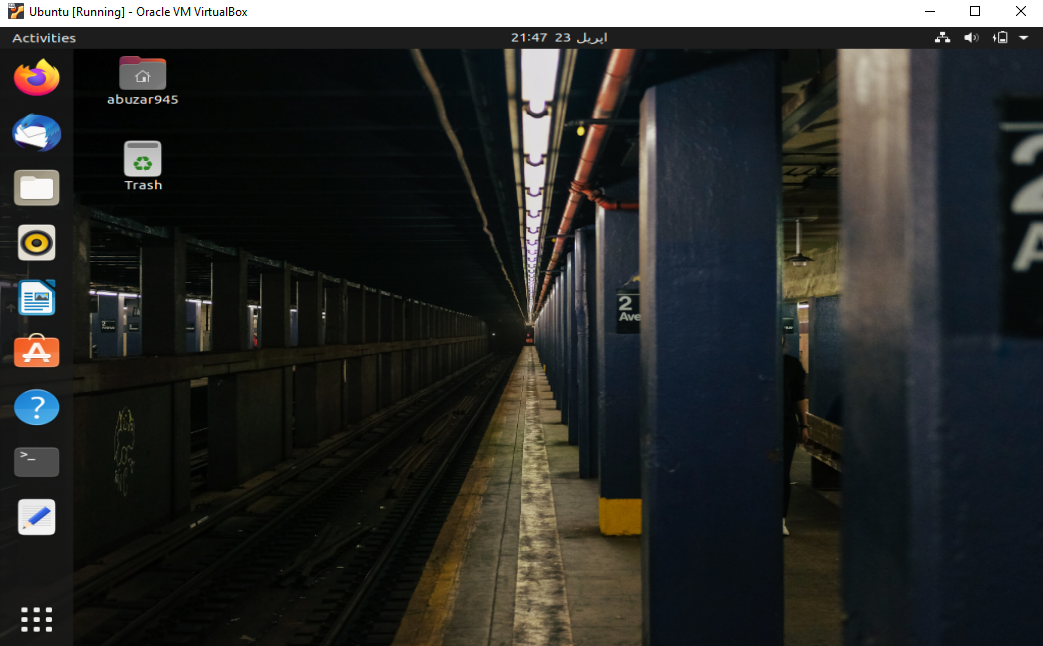 Ubuntu [Running] - Oracle VM VirtualBox
Activities
21:47 23 اپریل
abuzar945
Trash
>_
?
2
Ave
2
A